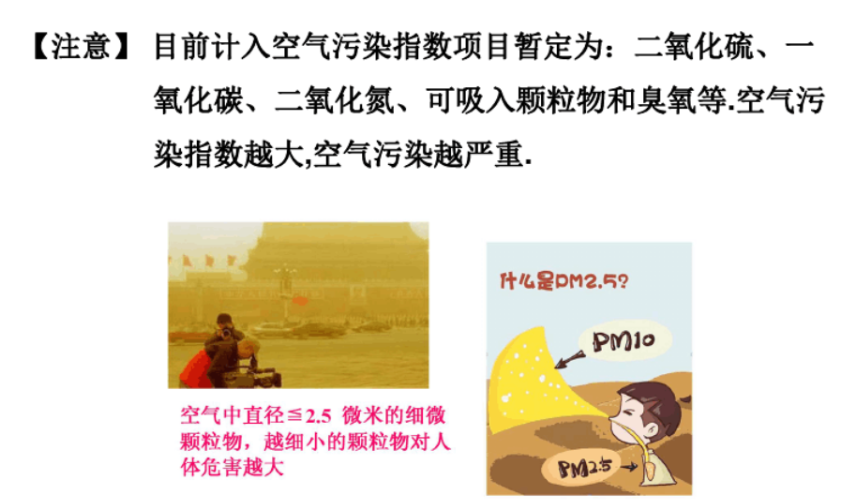 【注意】 目前计入空气污染指数项目暂定为：二氧化硫、一
氧化碳、二氧化氮、可吸入颗粒物和臭氧等.空气污
染指数越大,空气污染越严重.
什么是PM2.5?
PM10
PM2.5
空气中直径≦2.5 微米的细微
颗粒物，越细小的颗粒物对人
体危害越大